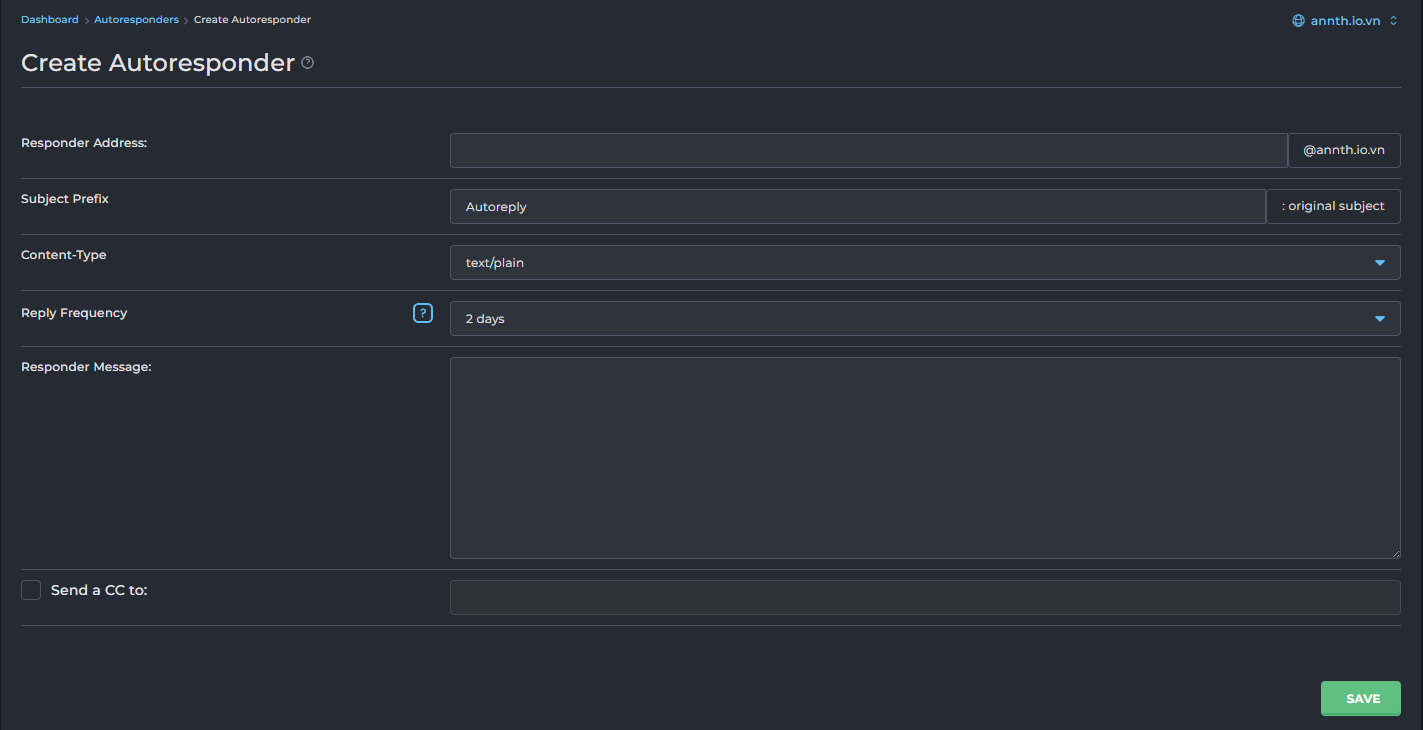 Dashboard > Autoresponders > Create Autoresponder
annth.io.vn
Create Autoresponder ?
Responder Address:
@annth.io.vn
Subject Prefix
Autoreply
: original subject
Content-Type
text/plain
Reply Frequency
?
2 days
Responder Message:
Send a CC to:
SAVE